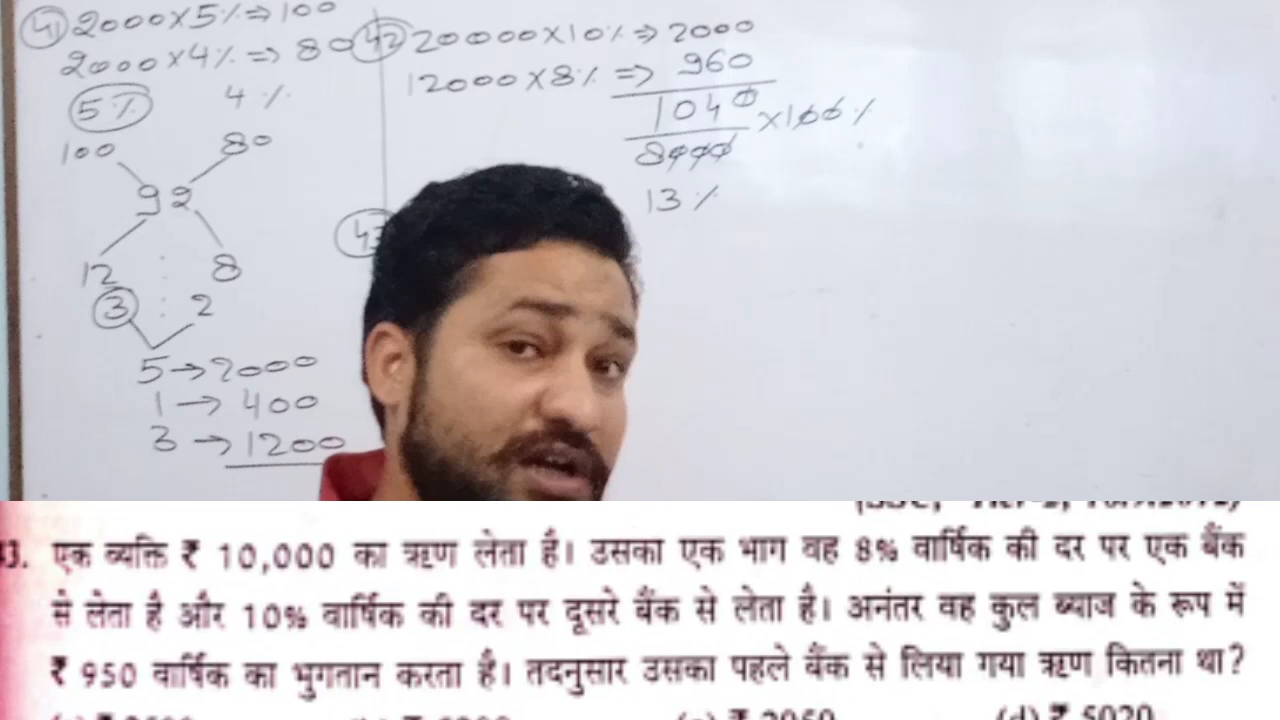 41 2000×5%⇒100
2000×4%⇒80
5% 4%
100 80
92
12 : 8
3 : 2
5→2000
1→400
3→1200
42 20000×10%⇒2000
12000×8%⇒960
1040
8000 ×100%
13%
43
एक व्यक्ति ₹ 10,000 का ऋण लेता है। उसका एक भाग वह 8% वार्षिक की दर पर एक बैंक
से लेता है और 10% वार्षिक की दर पर दूसरे बैंक से लेता है। अनंतर वह कुल ब्याज के रूप में
₹ 950 वार्षिक का भुगतान करता है। तदनुसार उसका पहले बैंक से लिया गया ऋण कितना था?
(d) ₹ 5020